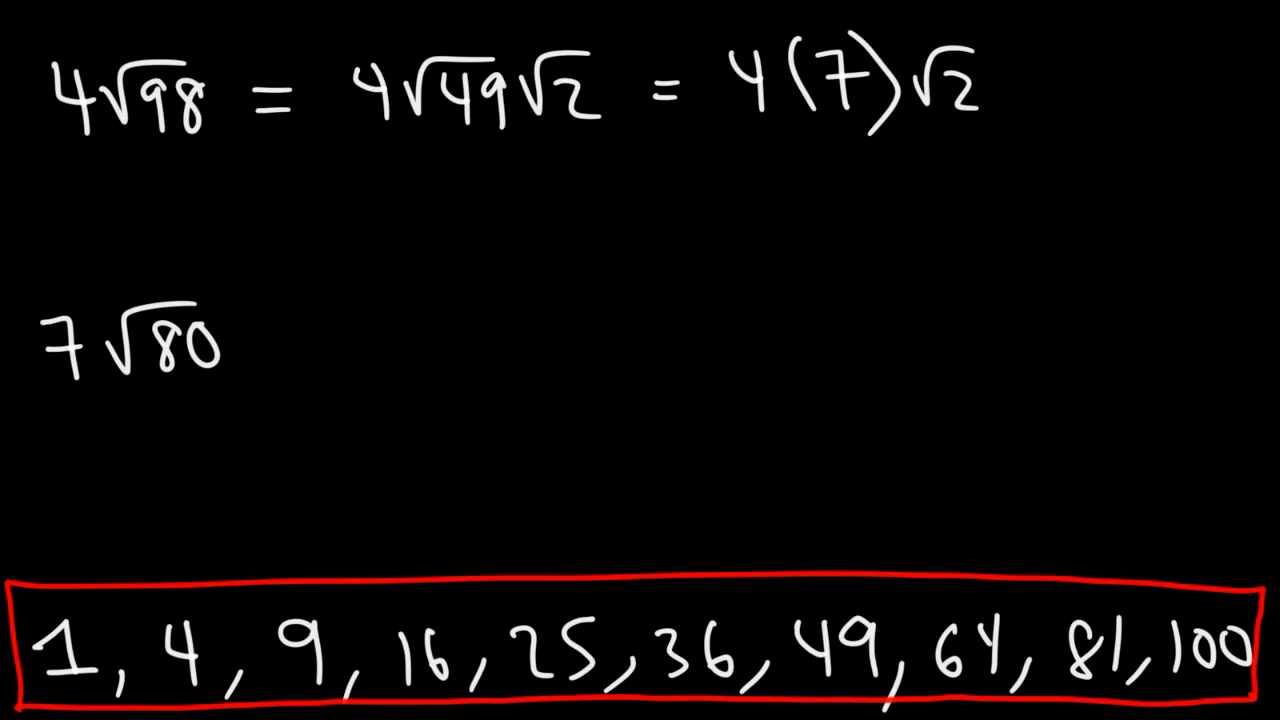 4√98 = 4√49√2 = 4(7)√2
7√80
1, 4, 9, 16, 25, 36, 49, 64, 81, 100